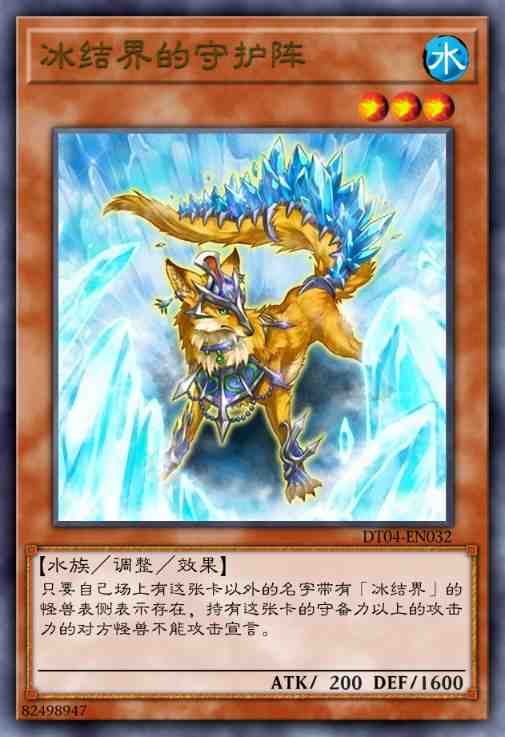 冰结界的守护阵
水
DT04-EN032
【水族／调整／效果】
只要自己场上有这张卡以外的名字带有「冰结界」的
怪兽表侧表示存在，持有这张卡的守备力以上的攻击
力的对方怪兽不能攻击宣言。
ATK/ 200 DEF/1600
82498947